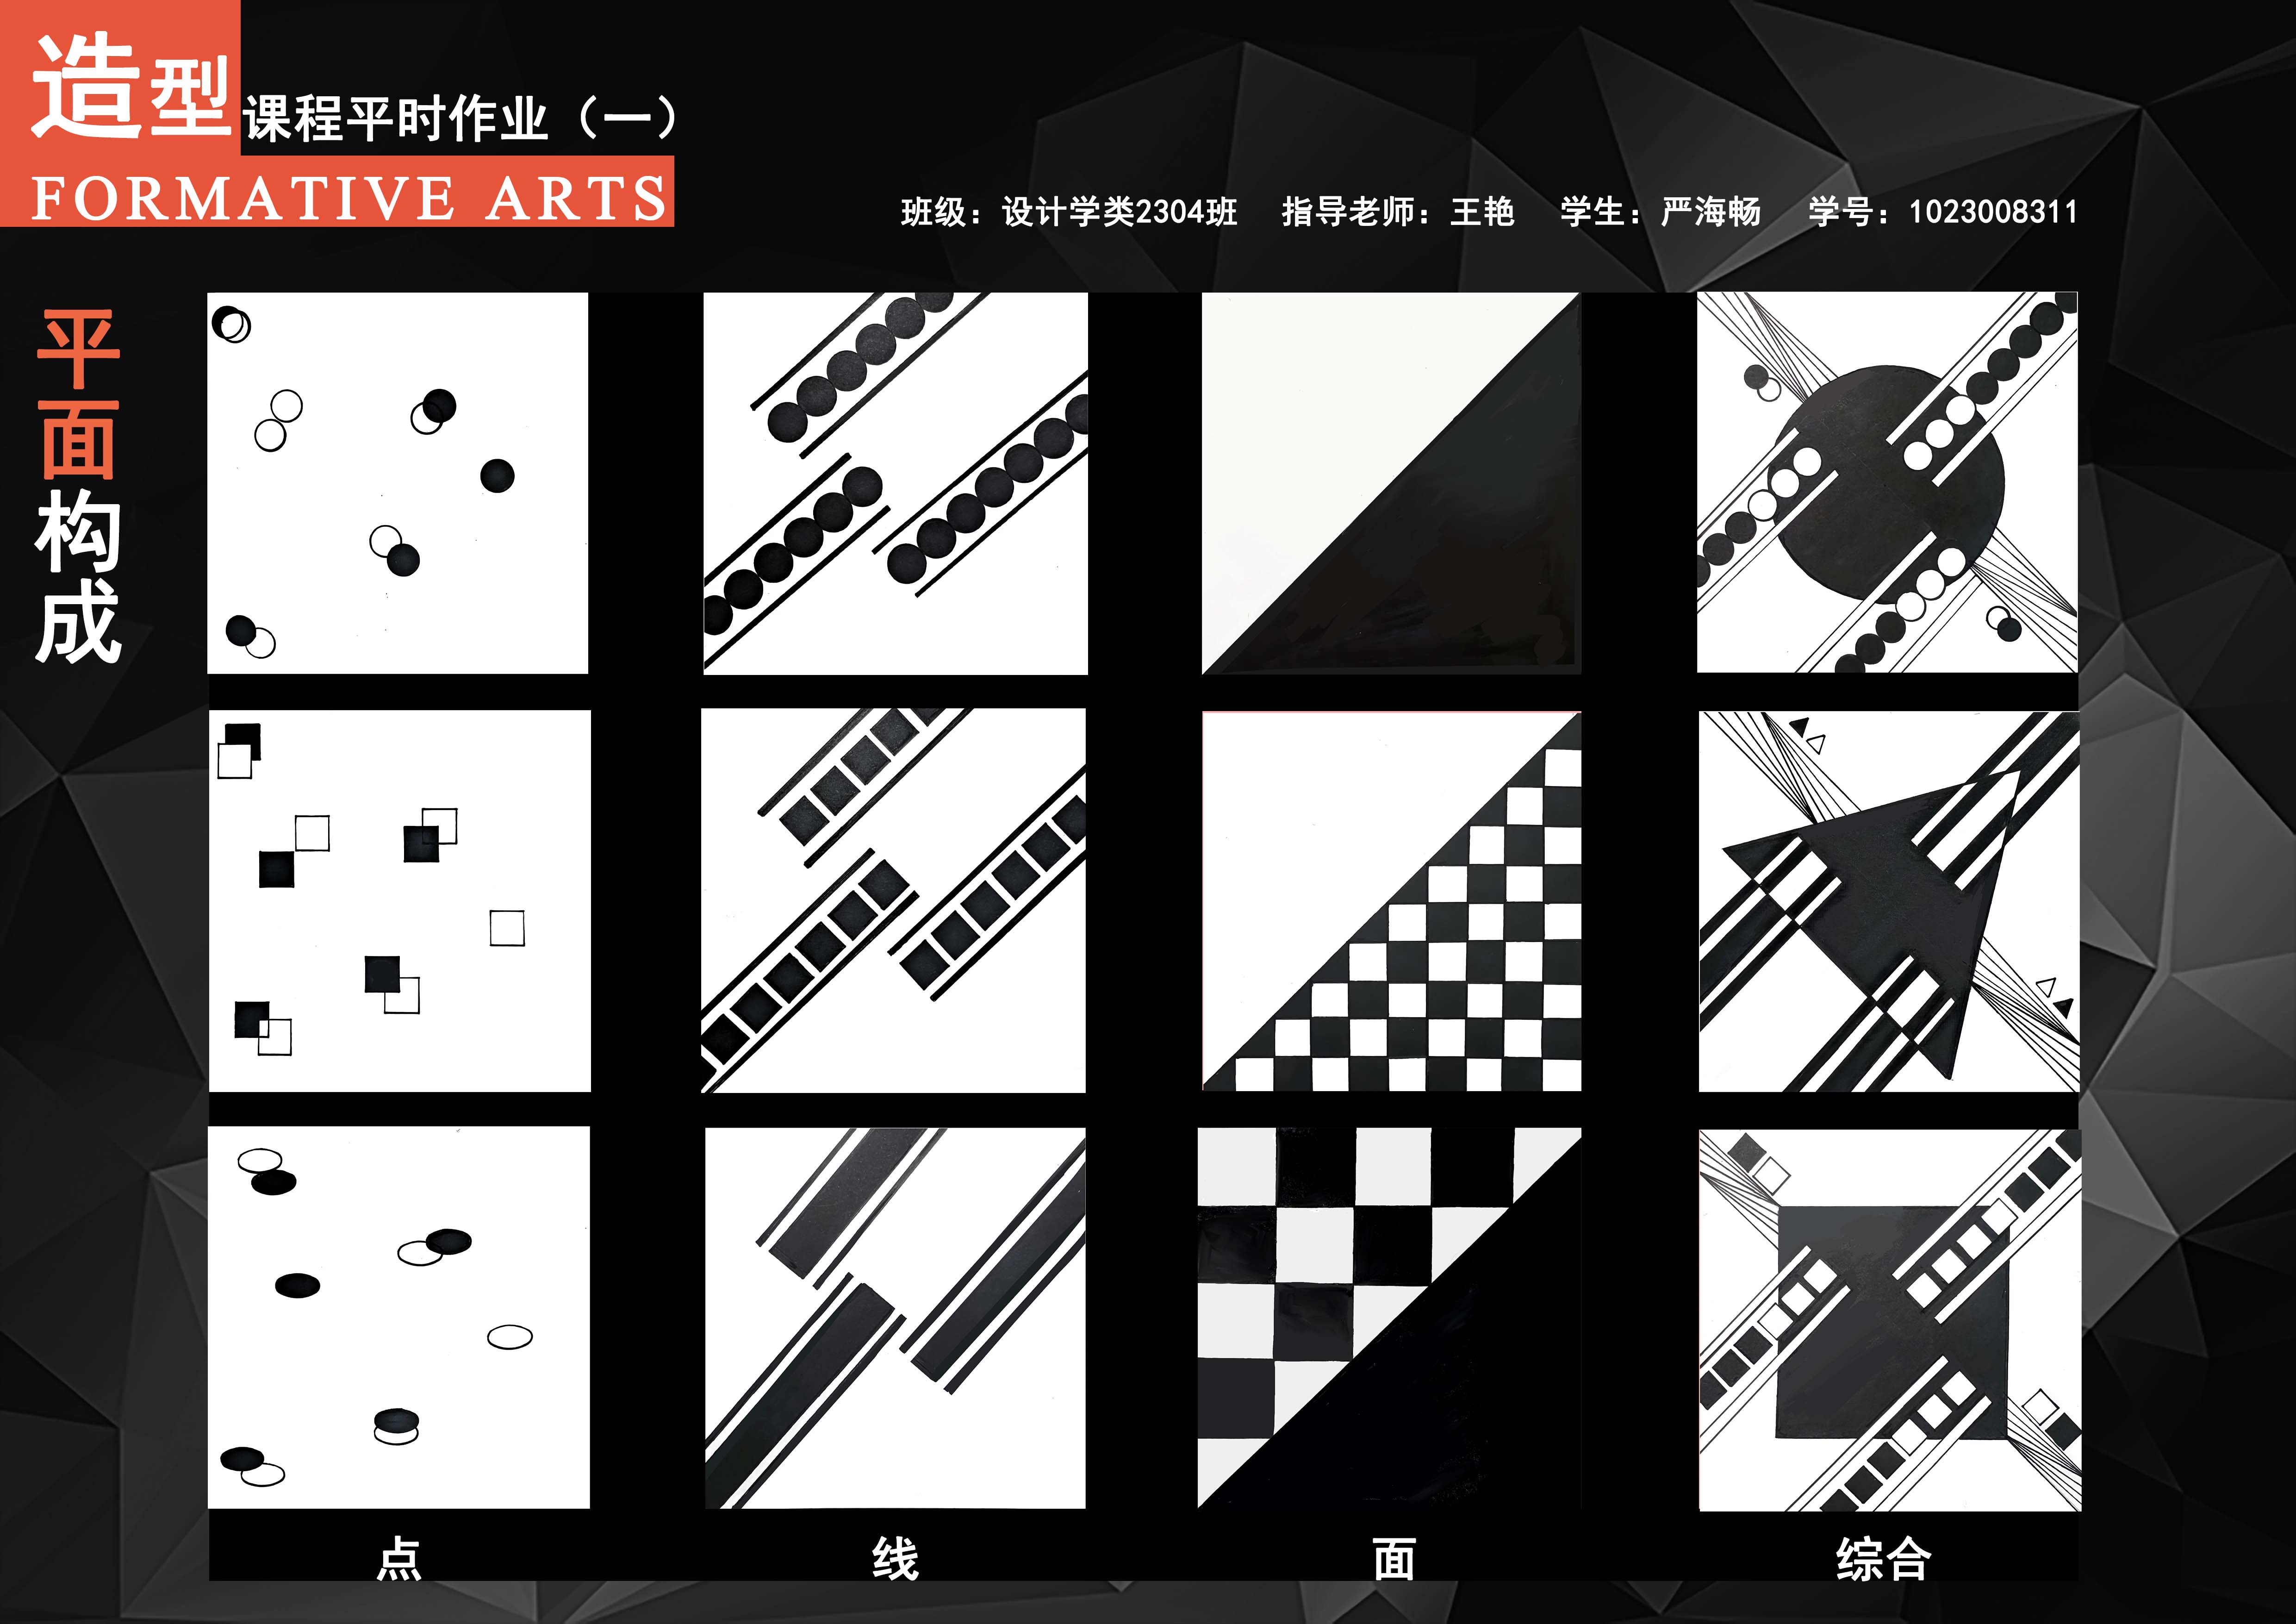 造型课程平时作业（一）
FORMATIVE ARTS
班级：设计学类2304班 指导老师：王艳 学生：严海畅 学号：1023008311
平面构成
点 线 面 综合